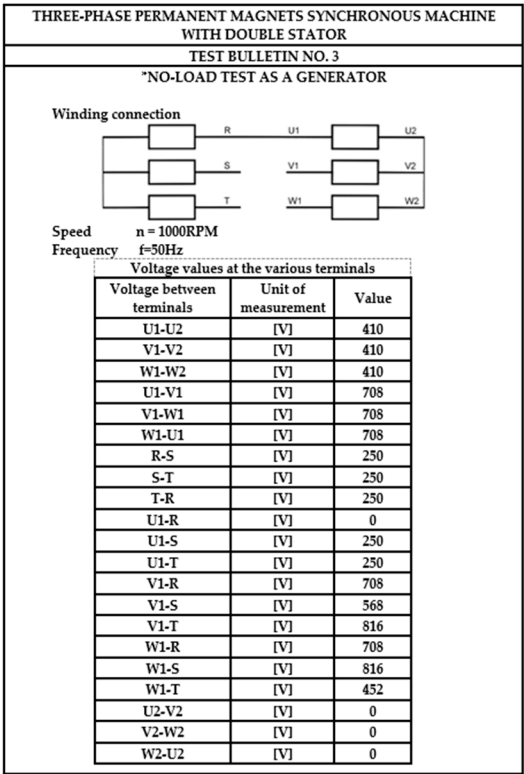 THREE-PHASE PERMANENT MAGNETS SYNCHRONOUS MACHINE
WITH DOUBLE STATOR
TEST BULLETIN NO. 3
"NO-LOAD TEST AS A GENERATOR
Winding connection
R U1 U2
S V1 V2
T W1 W2
Speed n = 1000RPM
Frequency f=50Hz
Voltage values at the various terminals
Voltage between terminals Unit of measurement Value
U1-U2 [V] 410
V1-V2 [V] 410
W1-W2 [V] 410
U1-V1 [V] 708
V1-W1 [V] 708
W1-U1 [V] 708
R-S [V] 250
S-T [V] 250
T-R [V] 250
U1-R [V] 0
U1-S [V] 250
U1-T [V] 250
V1-R [V] 708
V1-S [V] 568
V1-T [V] 816
W1-R [V] 708
W1-S [V] 816
W1-T [V] 452
U2-V2 [V] 0
V2-W2 [V] 0
W2-U2 [V] 0